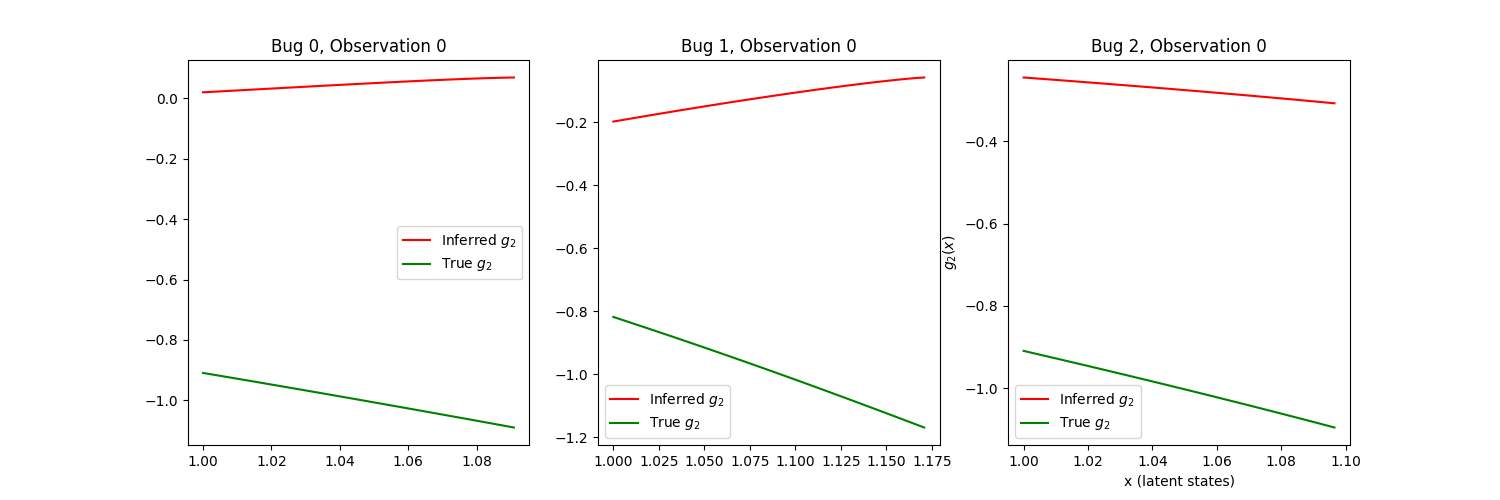 Bug 0, Observation 0
0.0
−0.2
−0.4
−0.6
−0.8
−1.0
Inferred g₂
True g₂
1.00 1.02 1.04 1.06 1.08
Bug 1, Observation 0
−0.2
−0.4
−0.6
−0.8
−1.0
−1.2
Inferred g₂
True g₂
1.000 1.025 1.050 1.075 1.100 1.125 1.150 1.175
Bug 2, Observation 0
g₂(x)
−0.4
−0.6
−0.8
−1.0
Inferred g₂
True g₂
1.00 1.02 1.04 1.06 1.08 1.10
x (latent states)